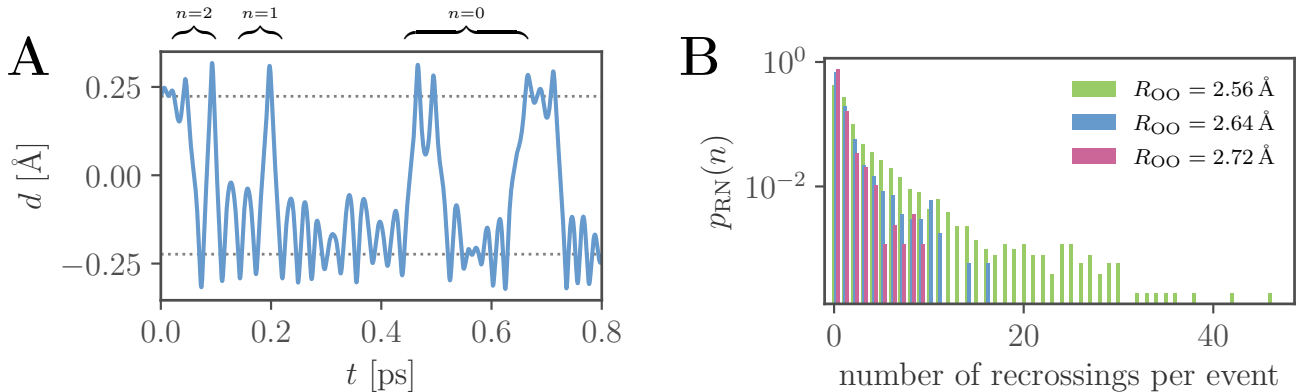 A
n=2
n=1
n=0
0.25
0.00
−0.25
d [Å]
0.0
0.2
0.4
0.6
0.8
t [ps]
B
10^0
10^−2
p_RN(n)
R_OO = 2.56 Å
R_OO = 2.64 Å
R_OO = 2.72 Å
0
20
40
number of recrossings per event